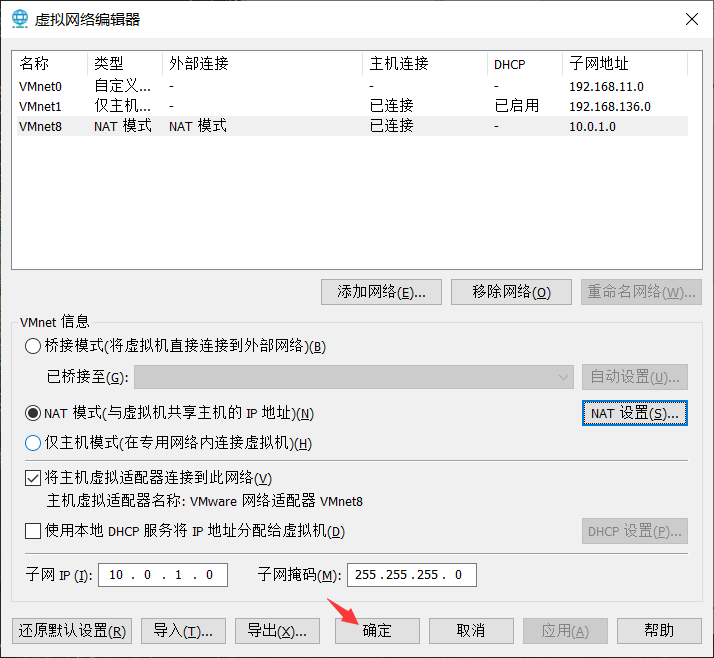 虚拟网络编辑器
名称 类型 外部连接 主机连接 DHCP 子网地址
VMnet0 自定义... - - - 192.168.11.0
VMnet1 仅主机... - 已连接 已启用 192.168.136.0
VMnet8 NAT 模式 NAT 模式 已连接 - 10.0.1.0
添加网络(E)... 移除网络(O) 重命名网络(W)...
VMnet 信息
桥接模式(将虚拟机直接连接到外部网络)(B)
已桥接至(G): 自动设置(U)...
NAT 模式(与虚拟机共享主机的 IP 地址)(N) NAT 设置(S)...
仅主机模式(在专用网络内连接虚拟机)(H)
将主机虚拟适配器连接到此网络(V)
主机虚拟适配器名称: VMware 网络适配器 VMnet8
使用本地 DHCP 服务将 IP 地址分配给虚拟机(D) DHCP 设置(P)...
子网 IP (I): 10 . 0 . 1 . 0 子网掩码(M): 255 .255 .255 . 0
还原默认设置(R) 导入(T)... 导出(X)... 确定 取消 应用(A) 帮助